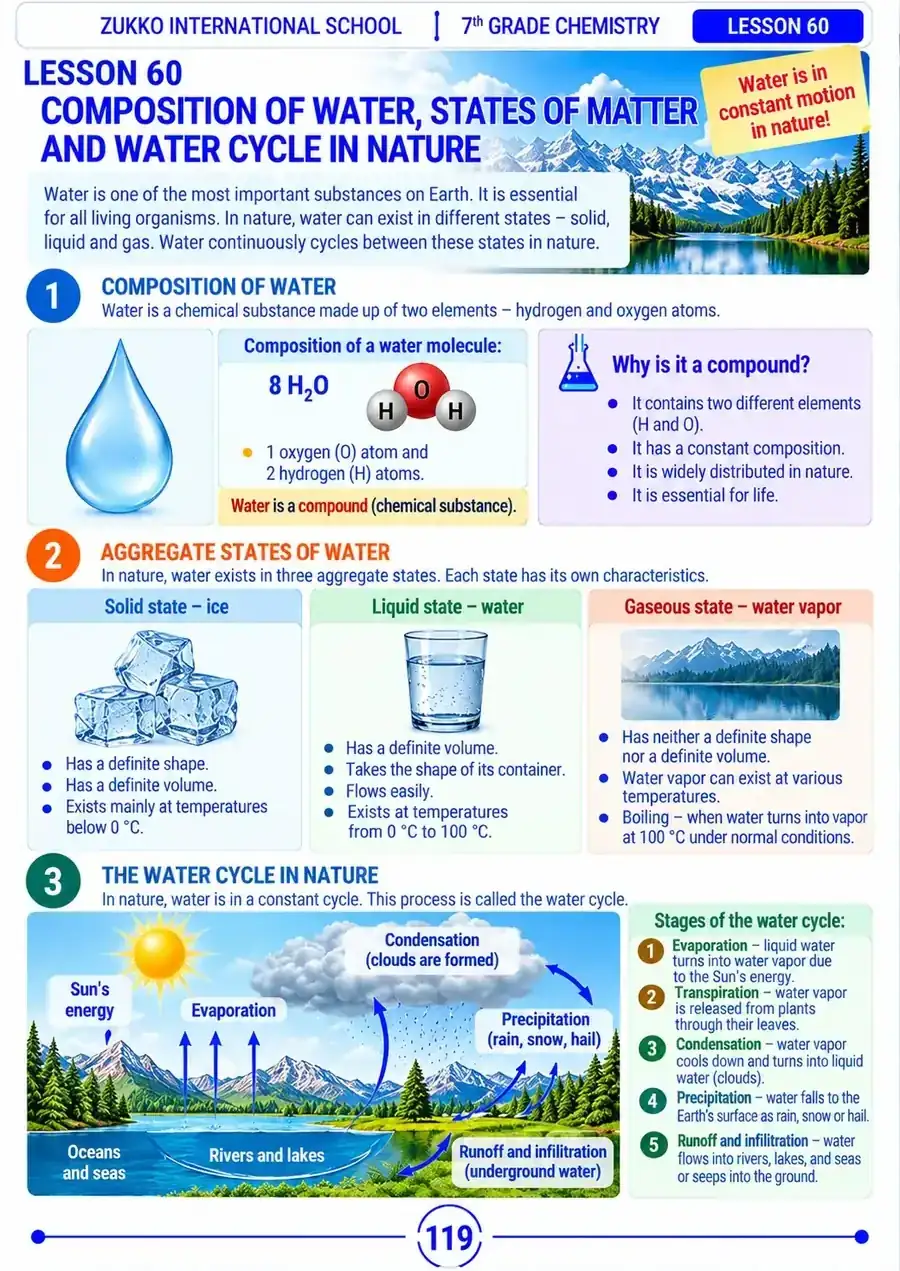 ZUKKO INTERNATIONAL SCHOOL
7th GRADE CHEMISTRY
LESSON 60
LESSON 60
COMPOSITION OF WATER, STATES OF MATTER
AND WATER CYCLE IN NATURE
Water is in
constant motion
in nature!
Water is one of the most important substances on Earth. It is essential
for all living organisms. In nature, water can exist in different states – solid,
liquid and gas. Water continuously cycles between these states in nature.
1
COMPOSITION OF WATER
Water is a chemical substance made up of two elements – hydrogen and oxygen atoms.
Composition of a water molecule:
8 H₂O
O
H
H
• 1 oxygen (O) atom and
2 hydrogen (H) atoms.
Water is a compound (chemical substance).
Why is it a compound?
• It contains two different elements
(H and O).
• It has a constant composition.
• It is widely distributed in nature.
• It is essential for life.
2
AGGREGATE STATES OF WATER
In nature, water exists in three aggregate states. Each state has its own characteristics.
Solid state – ice
• Has a definite shape.
• Has a definite volume.
• Exists mainly at temperatures
below 0 °C.
Liquid state – water
• Has a definite volume.
• Takes the shape of its container.
• Flows easily.
• Exists at temperatures
from 0 °C to 100 °C.
Gaseous state – water vapor
• Has neither a definite shape
nor a definite volume.
• Water vapor can exist at various
temperatures.
• Boiling – when water turns into vapor
at 100 °C under normal conditions.
3
THE WATER CYCLE IN NATURE
In nature, water is in a constant cycle. This process is called the water cycle.
Sun's
energy
Evaporation
Condensation
(clouds are formed)
Precipitation
(rain, snow, hail)
Oceans
and seas
Rivers and lakes
Runoff and infiltration
(underground water)
Stages of the water cycle:
1 Evaporation – liquid water
turns into water vapor due
to the Sun's energy.
2 Transpiration – water vapor
is released from plants
through their leaves.
3 Condensation – water vapor
cools down and turns into liquid
water (clouds).
4 Precipitation – water falls to the
Earth's surface as rain, snow or hail.
5 Runoff and infiltration – water
flows into rivers, lakes, and seas
or seeps into the ground.
119